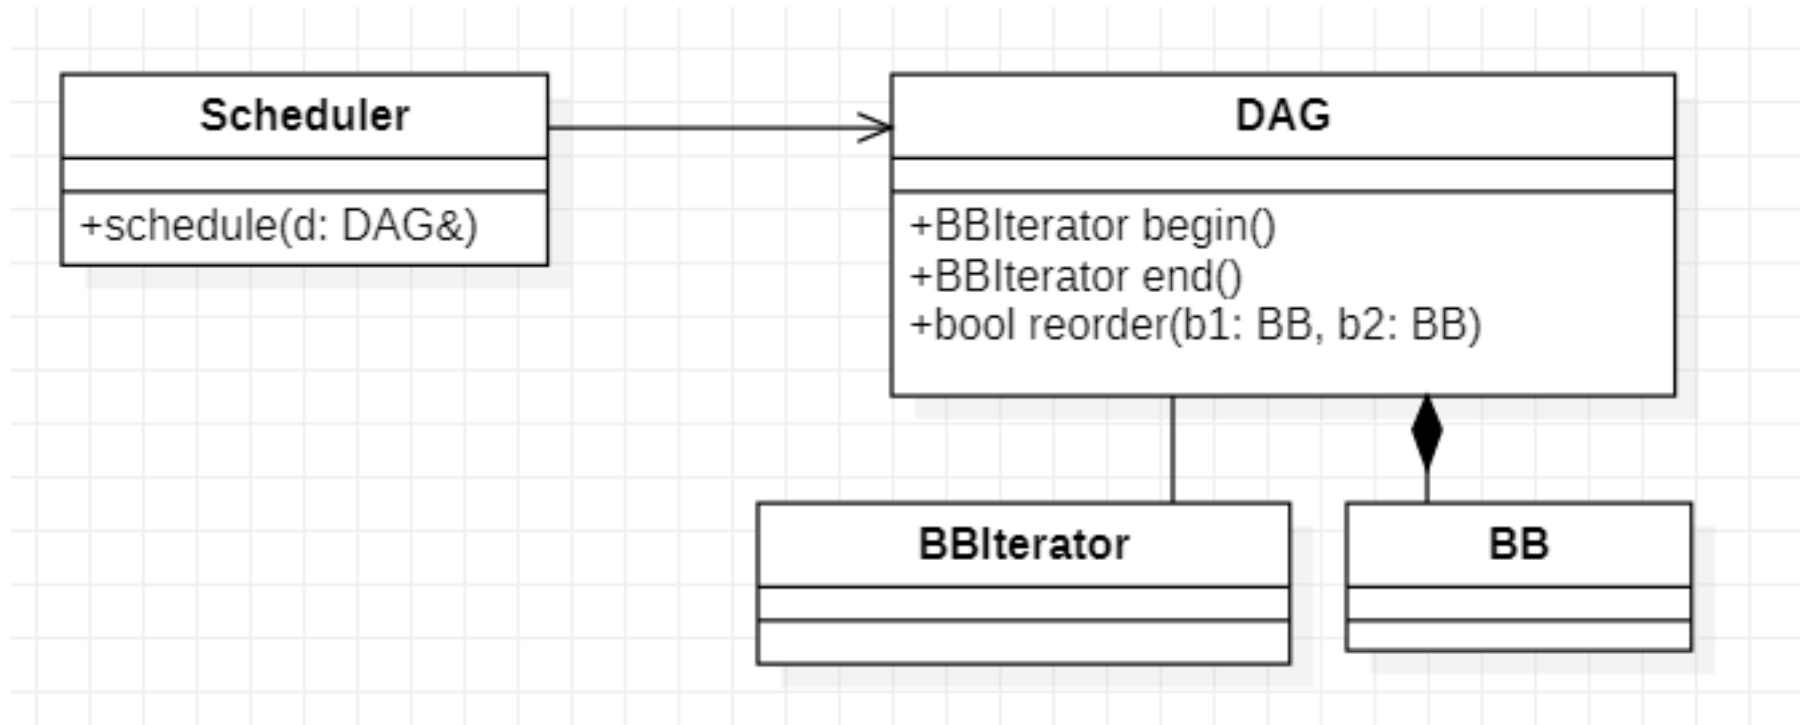 Scheduler
+schedule(d: DAG&)
DAG
+BBIterator begin()
+BBIterator end()
+bool reorder(b1: BB, b2: BB)
BBIterator
BB